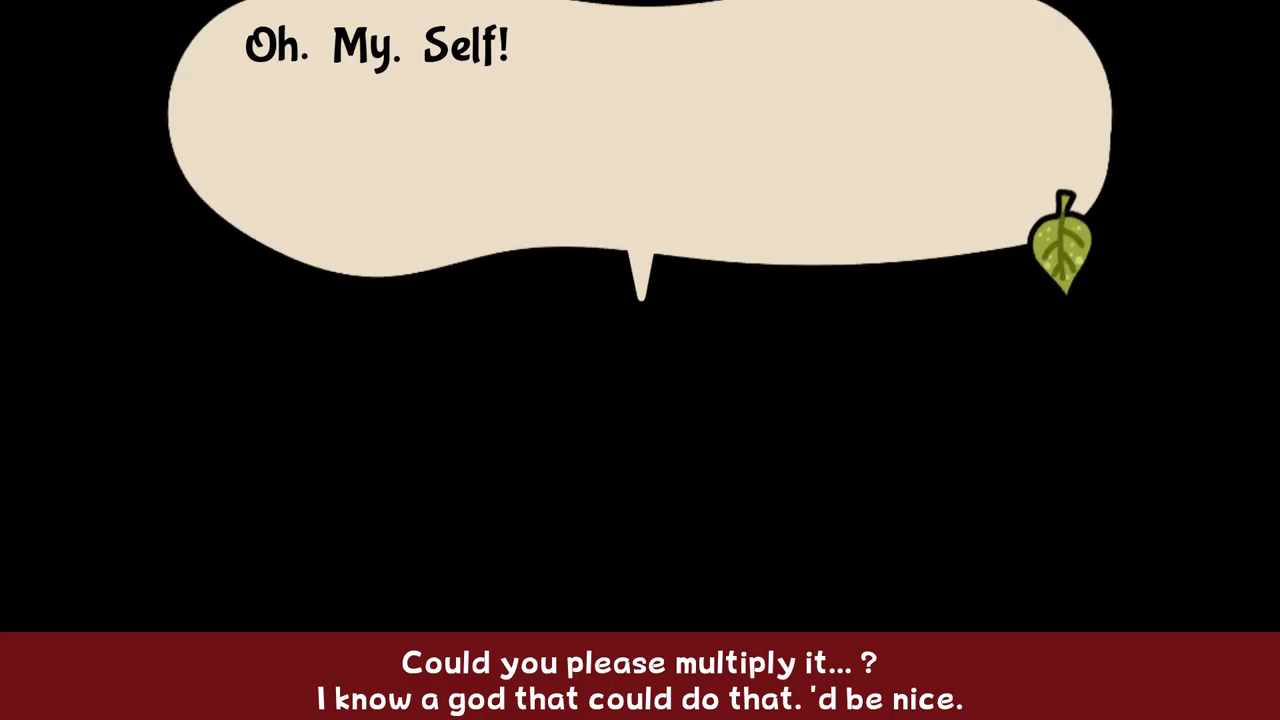 Oh. My. Self!
Could you please multiply it... ?
I know a god that could do that. 'd be nice.